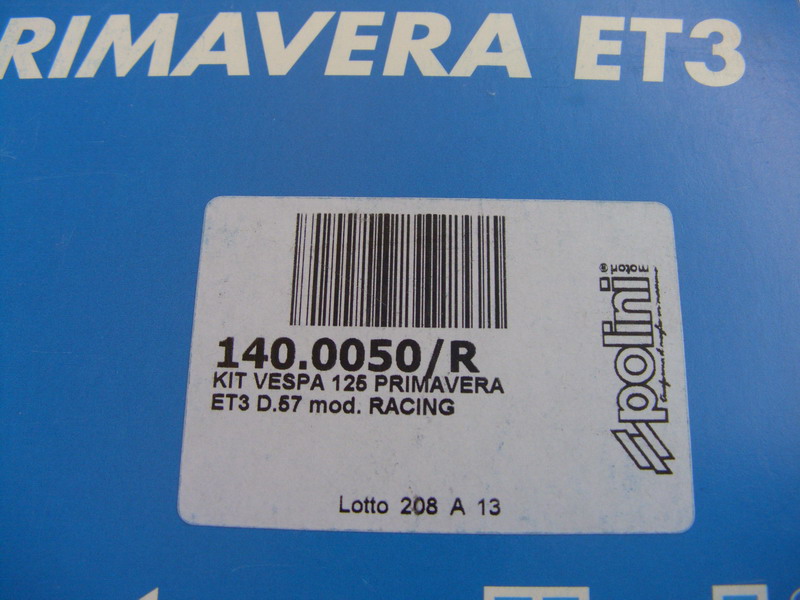 RIMAVERA ET3
140.0050/R
KIT VESPA 125 PRIMAVERA
ET3 D.57 mod. RACING
polini
Motori®
Lotto 208 A 13